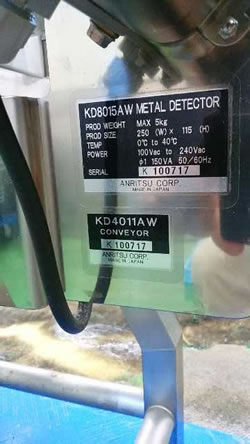 KD8015AW METAL DETECTOR
PROD WEIGHT MAX 5kg
PROD SIZE 250 (W) x 115 (H)
TEMP 0℃ to 40℃
POWER 100Vac to 240Vac
φ1 150VA 50/60Hz
SERIAL K 100717
ANRITSU CORP.
MADE IN JAPAN
KD4011AW
CONVEYOR
K 100717
ANRITSU CORP.
MADE IN JAPAN